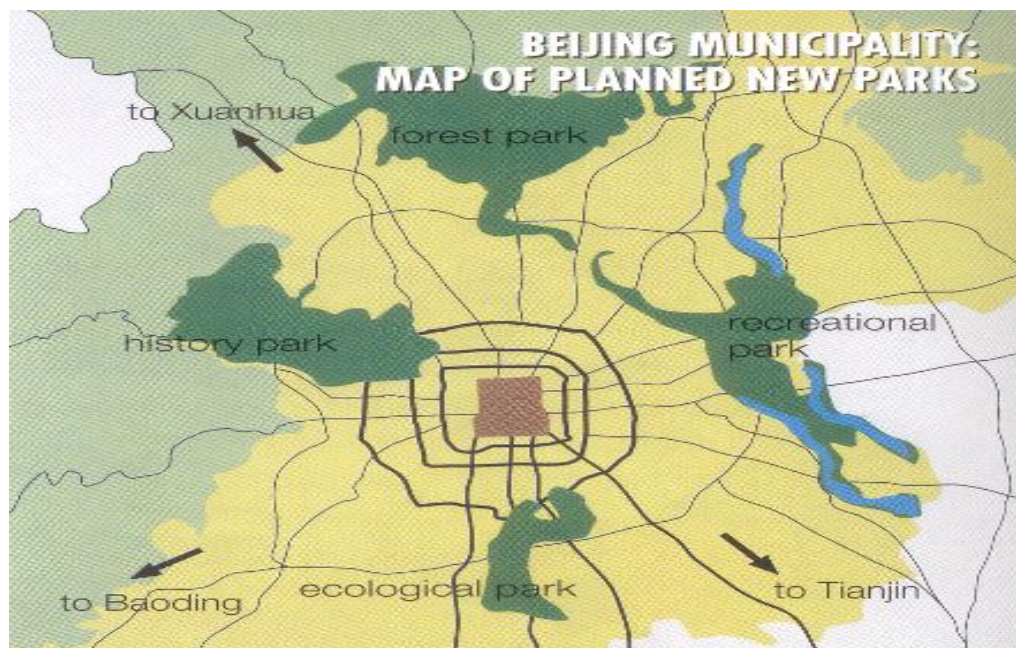 BEIJING MUNICIPALITY:
MAP OF PLANNED NEW PARKS
to Xuanhua
forest park
recreational
park
history park
ecological park
to Baoding
to Tianjin